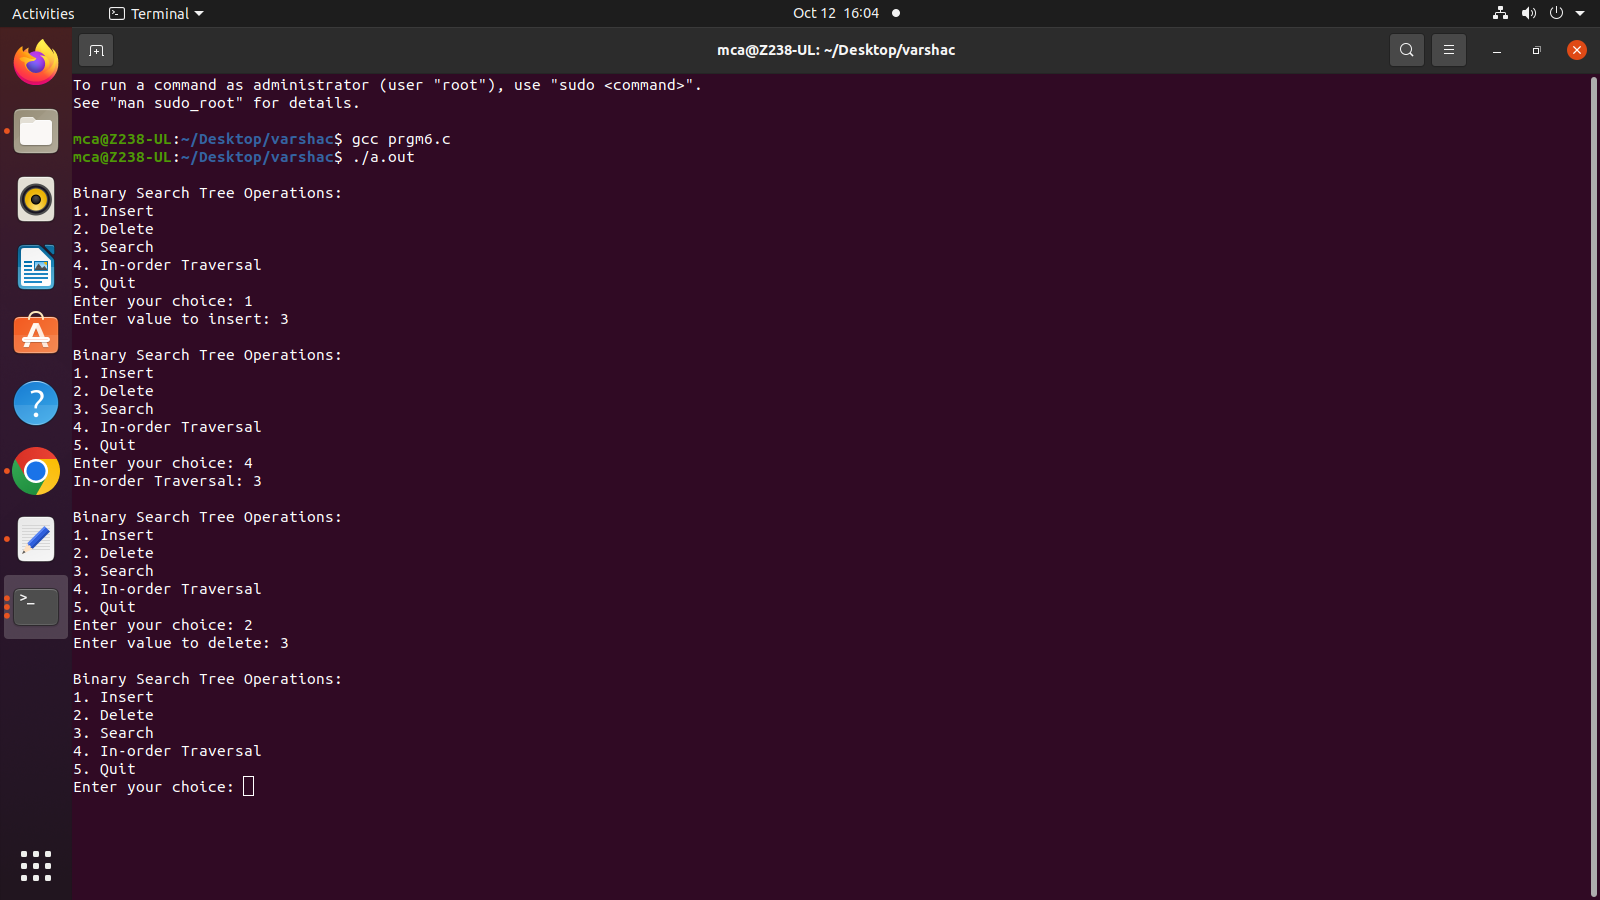 Activities
Terminal
Oct 12 16:04
mca@Z238-UL: ~/Desktop/varshac
To run a command as administrator (user "root"), use "sudo <command>".
See "man sudo_root" for details.
mca@Z238-UL:~/Desktop/varshac$ gcc prgm6.c
mca@Z238-UL:~/Desktop/varshac$ ./a.out
Binary Search Tree Operations:
1. Insert
2. Delete
3. Search
4. In-order Traversal
5. Quit
Enter your choice: 1
Enter value to insert: 3
Binary Search Tree Operations:
1. Insert
2. Delete
3. Search
4. In-order Traversal
5. Quit
Enter your choice: 4
In-order Traversal: 3
Binary Search Tree Operations:
1. Insert
2. Delete
3. Search
4. In-order Traversal
5. Quit
Enter your choice: 2
Enter value to delete: 3
Binary Search Tree Operations:
1. Insert
2. Delete
3. Search
4. In-order Traversal
5. Quit
Enter your choice: